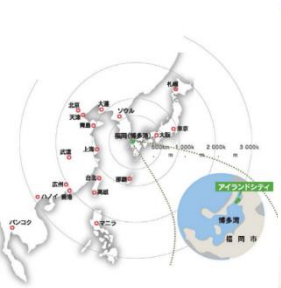 札幌
北京
大連
ソウル
天津
青島
福岡(博多港)
大阪
東京
500km
1,000k
m
2 000k
m
3 000k
m
上海
武漢
台北
那覇
高雄
広州
香港
ハノイ
マニラ
バンコク
アイランドシティ
博多湾
福岡市